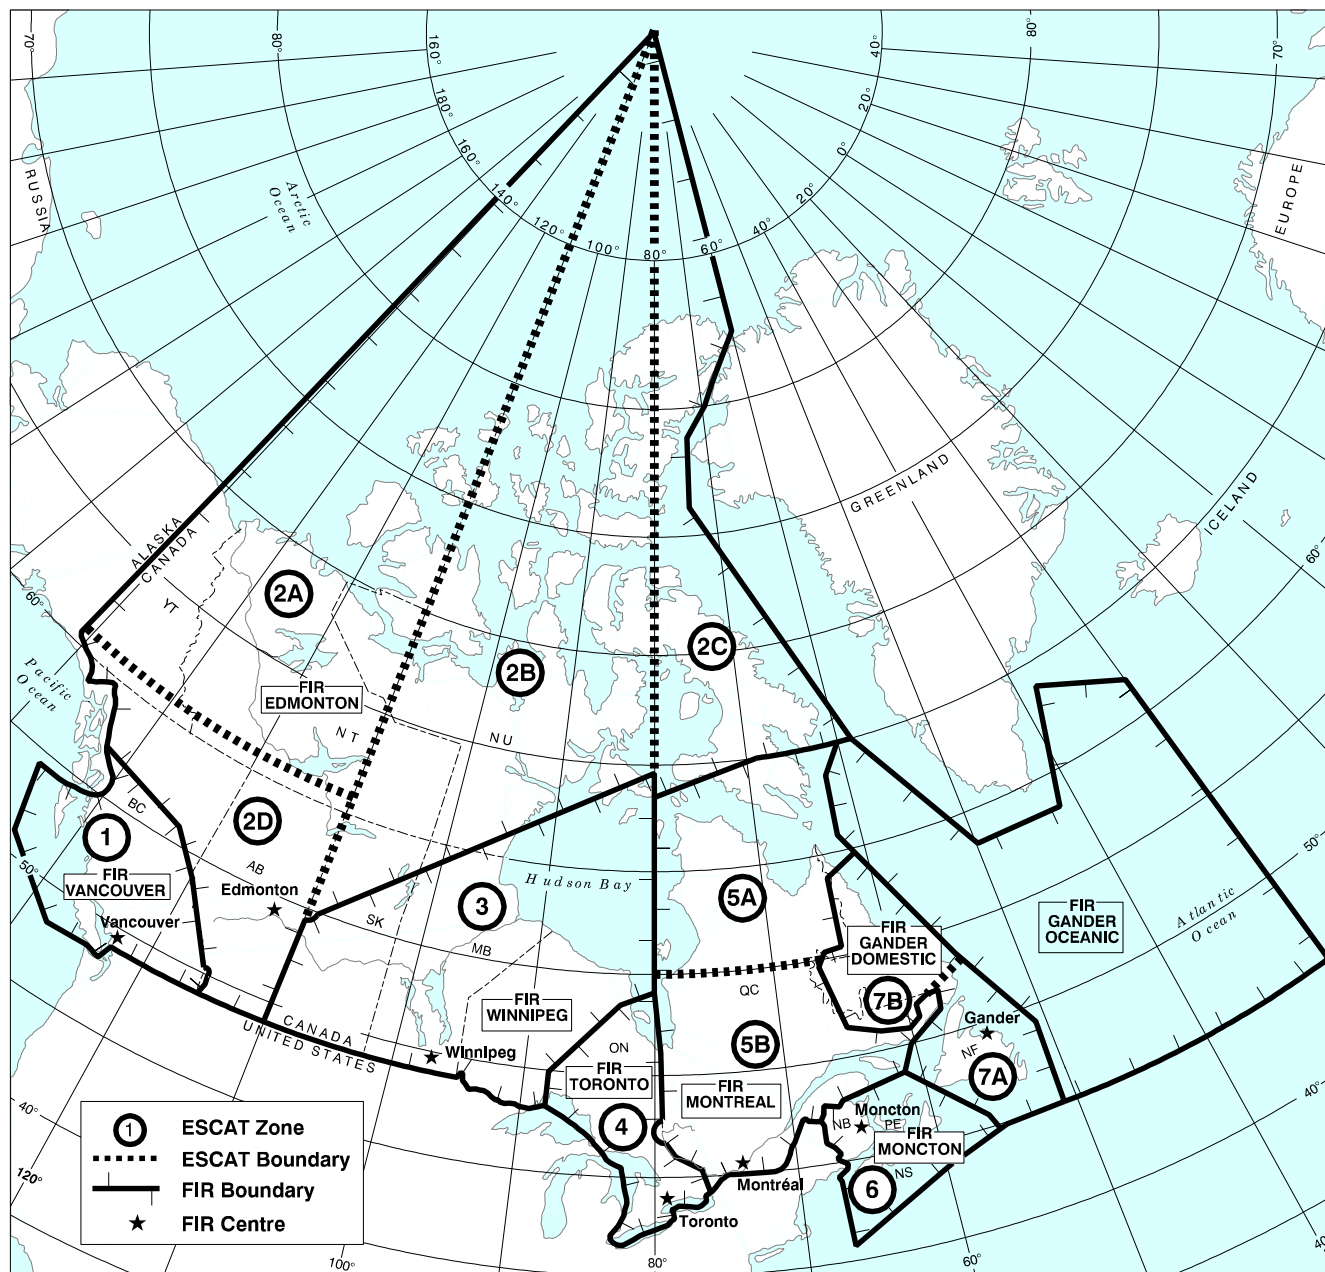 70°
80°
160°
180°
160°
140°
120°
100°
80°
60°
40°
20°
0°
20°
40°
80°
70°
RUSSIA
Arctic
Ocean
EUROPE
GREENLAND
ICELAND
60°
ALASKA
CANADA
YT
60°
Pacific
Ocean
2A
2B
2C
FIR
EDMONTON
NT
NU
BC
1
FIR
VANCOUVER
50°
Vancouver
2D
AB
Edmonton
SK
3
MB
Hudson Bay
5A
FIR
GANDER
DOMESTIC
7B
FIR
GANDER
OCEANIC
Atlantic
Ocean
50°
QC
FIR
WINNIPEG
CANADA
UNITED STATES
Winnipeg
ON
FIR
TORONTO
4
5B
FIR
MONTREAL
Gander
NF
7A
Moncton
NB
PE
FIR
MONCTON
NS
6
Montréal
Toronto
40°
40°
120°
100°
80°
60°
40°
1 ESCAT Zone
ESCAT Boundary
FIR Boundary
FIR Centre